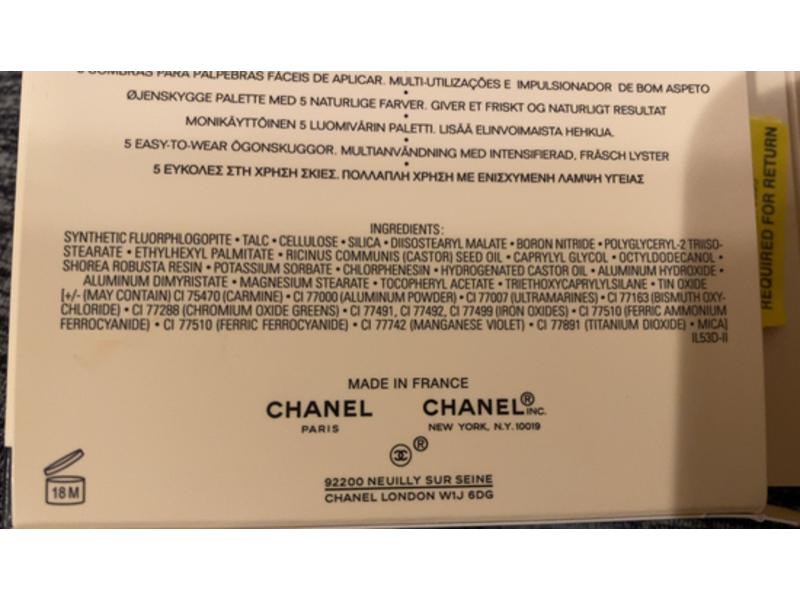 5 SOMBRAS PARA PÁLPEBRAS FÁCEIS DE APLICAR. MULTI-UTILIZAÇÕES E IMPULSIONADOR DE BOM ASPETO
•
ØJENSKYGGE PALETTE MED 5 NATURLIGE FARVER. GIVER ET FRISKT OG NATURLIGT RESULTAT
•
MONIKÄYTTÖINEN 5 LUOMIVÄRIN PALETTI. LISÄÄ ELINVOIMAISTA HEHKUA.
•
5 EASY-TO-WEAR ÖGONSKUGGOR. MULTIANVÄNDNING MED INTENSIFIERAD, FRÄSCH LYSTER
•
5 ΕΥΚΟΛΕΣ ΣΤΗ ΧΡΗΣΗ ΣΚΙΕΣ. ΠΟΛΛΑΠΛΗ ΧΡΗΣΗ ΜΕ ΕΝΙΣΧΥΜΕΝΗ ΛΑΜΨΗ ΥΓΕΙΑΣ
INGREDIENTS:
SYNTHETIC FLUORPHLOGOPITE • TALC • CELLULOSE • SILICA • DIISOSTEARYL MALATE • BORON NITRIDE • POLYGLYCERYL-2 TRIISO-
STEARATE • ETHYLHEXYL PALMITATE • RICINUS COMMUNIS (CASTOR) SEED OIL • CAPRYLYL GLYCOL • OCTYLDODECANOL •
SHOREA ROBUSTA RESIN • POTASSIUM SORBATE • CHLORPHENESIN • HYDROGENATED CASTOR OIL • ALUMINUM HYDROXIDE •
ALUMINUM DIMYRISTATE • MAGNESIUM STEARATE • TOCOPHERYL ACETATE • TRIETHOXYCAPRYLYLSILANE • TIN OXIDE
[+/- (MAY CONTAIN) CI 75470 (CARMINE) • CI 77000 (ALUMINUM POWDER) • CI 77007 (ULTRAMARINES) • CI 77163 (BISMUTH OXY-
CHLORIDE) • CI 77288 (CHROMIUM OXIDE GREENS) • CI 77491, CI 77492, CI 77499 (IRON OXIDES) • CI 77510 (FERRIC AMMONIUM
FERROCYANIDE) • CI 77510 (FERRIC FERROCYANIDE) • CI 77742 (MANGANESE VIOLET) • CI 77891 (TITANIUM DIOXIDE) • MICA]
IL53D-II
MADE IN FRANCE
CHANEL CHANEL® INC.
PARIS NEW YORK, N.Y. 10019
®
92200 NEUILLY SUR SEINE
CHANEL LONDON W1J 6DG
18 M
REQUIRED FOR RETURN